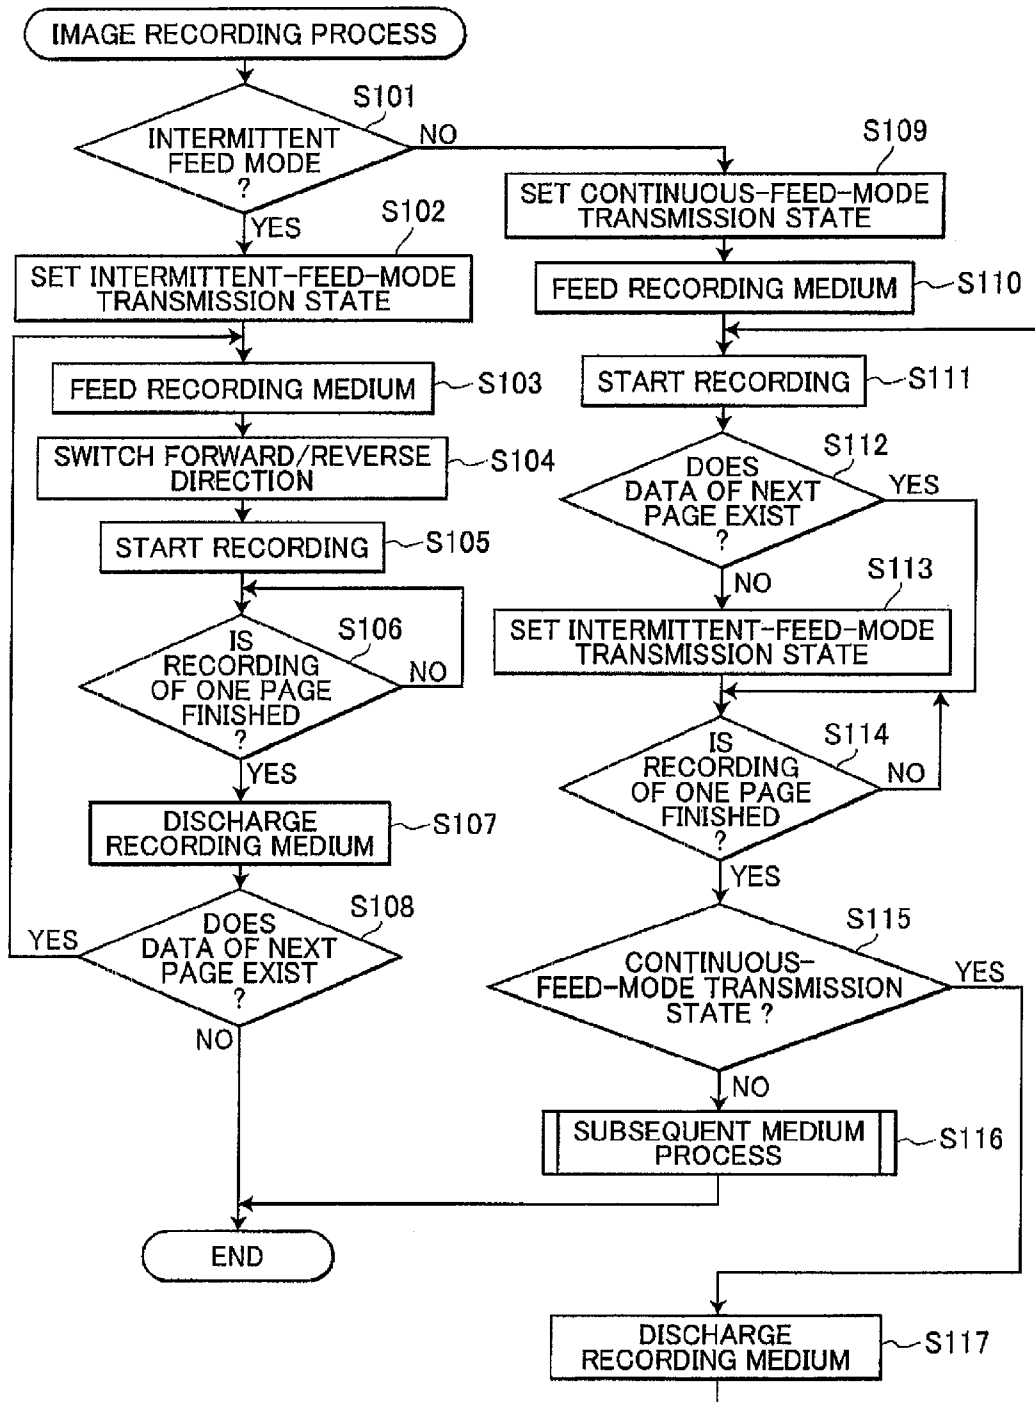 IMAGE RECORDING PROCESS
S101
INTERMITTENT
FEED MODE
?
NO
YES
S102
SET INTERMITTENT-FEED-MODE
TRANSMISSION STATE
FEED RECORDING MEDIUM
S103
SWITCH FORWARD/REVERSE
DIRECTION
S104
START RECORDING
S105
S106
IS
RECORDING
OF ONE PAGE
FINISHED
?
NO
YES
DISCHARGE
RECORDING MEDIUM
S107
S108
DOES
DATA OF NEXT
PAGE EXIST
?
YES
NO
END
S109
SET CONTINUOUS-FEED-MODE
TRANSMISSION STATE
FEED RECORDING MEDIUM
S110
START RECORDING
S111
S112
DOES
DATA OF NEXT
PAGE EXIST
?
YES
NO
S113
SET INTERMITTENT-FEED-MODE
TRANSMISSION STATE
S114
IS
RECORDING
OF ONE PAGE
FINISHED
?
NO
YES
S115
CONTINUOUS-
FEED-MODE TRANSMISSION
STATE ?
YES
NO
SUBSEQUENT MEDIUM
PROCESS
S116
DISCHARGE
RECORDING MEDIUM
S117